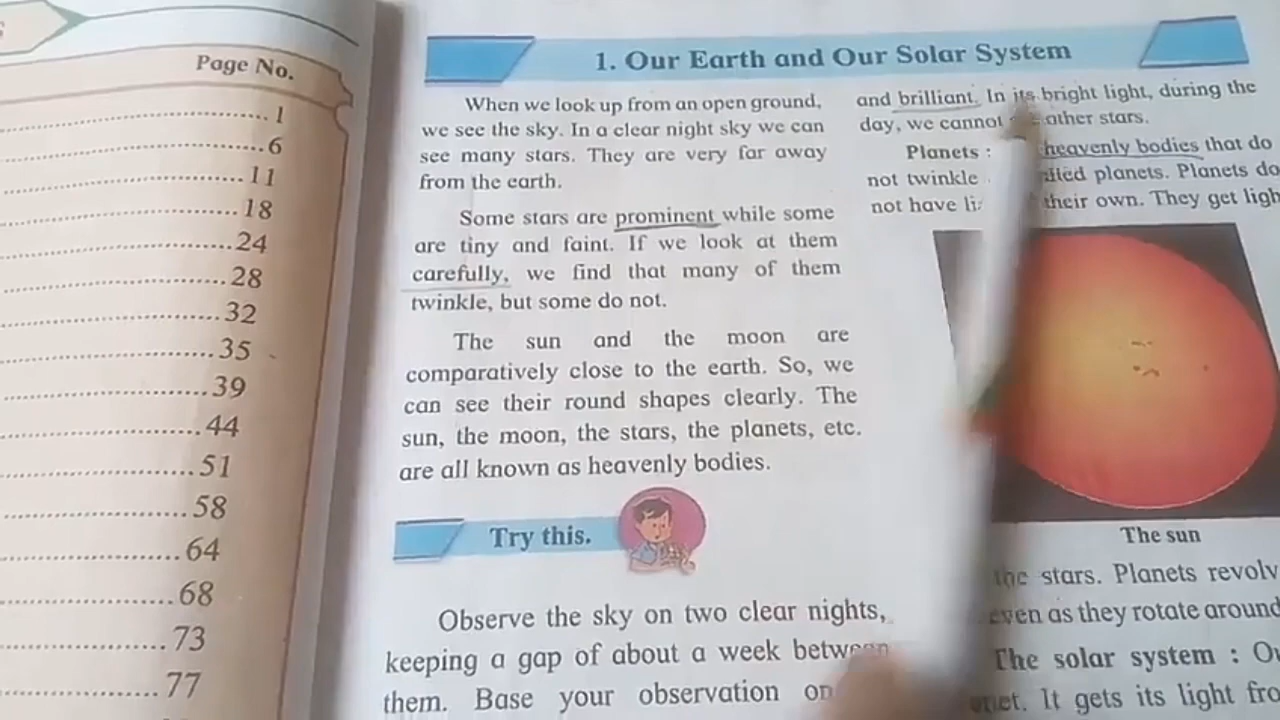 Page No.
1
6
11
18
24
28
32
35
39
44
51
58
64
68
73
77
1. Our Earth and Our Solar System
When we look up from an open ground,
we see the sky. In a clear night sky we can
see many stars. They are very far away
from the earth.
Some stars are prominent while some
are tiny and faint. If we look at them
carefully, we find that many of them
twinkle, but some do not.
The sun and the moon are
comparatively close to the earth. So, we
can see their round shapes clearly. The
sun, the moon, the stars, the planets, etc.
are all known as heavenly bodies.
Try this.
Observe the sky on two clear nights,
keeping a gap of about a week between
them. Base your observation on
and brilliant. In its bright light, during the
day, we cannot other stars.
Planets : heavenly bodies that do
not twinkle planets. Planets do
not have their own. They get
The sun
the stars. Planets
even as they rotate around
The solar system :
It gets its light